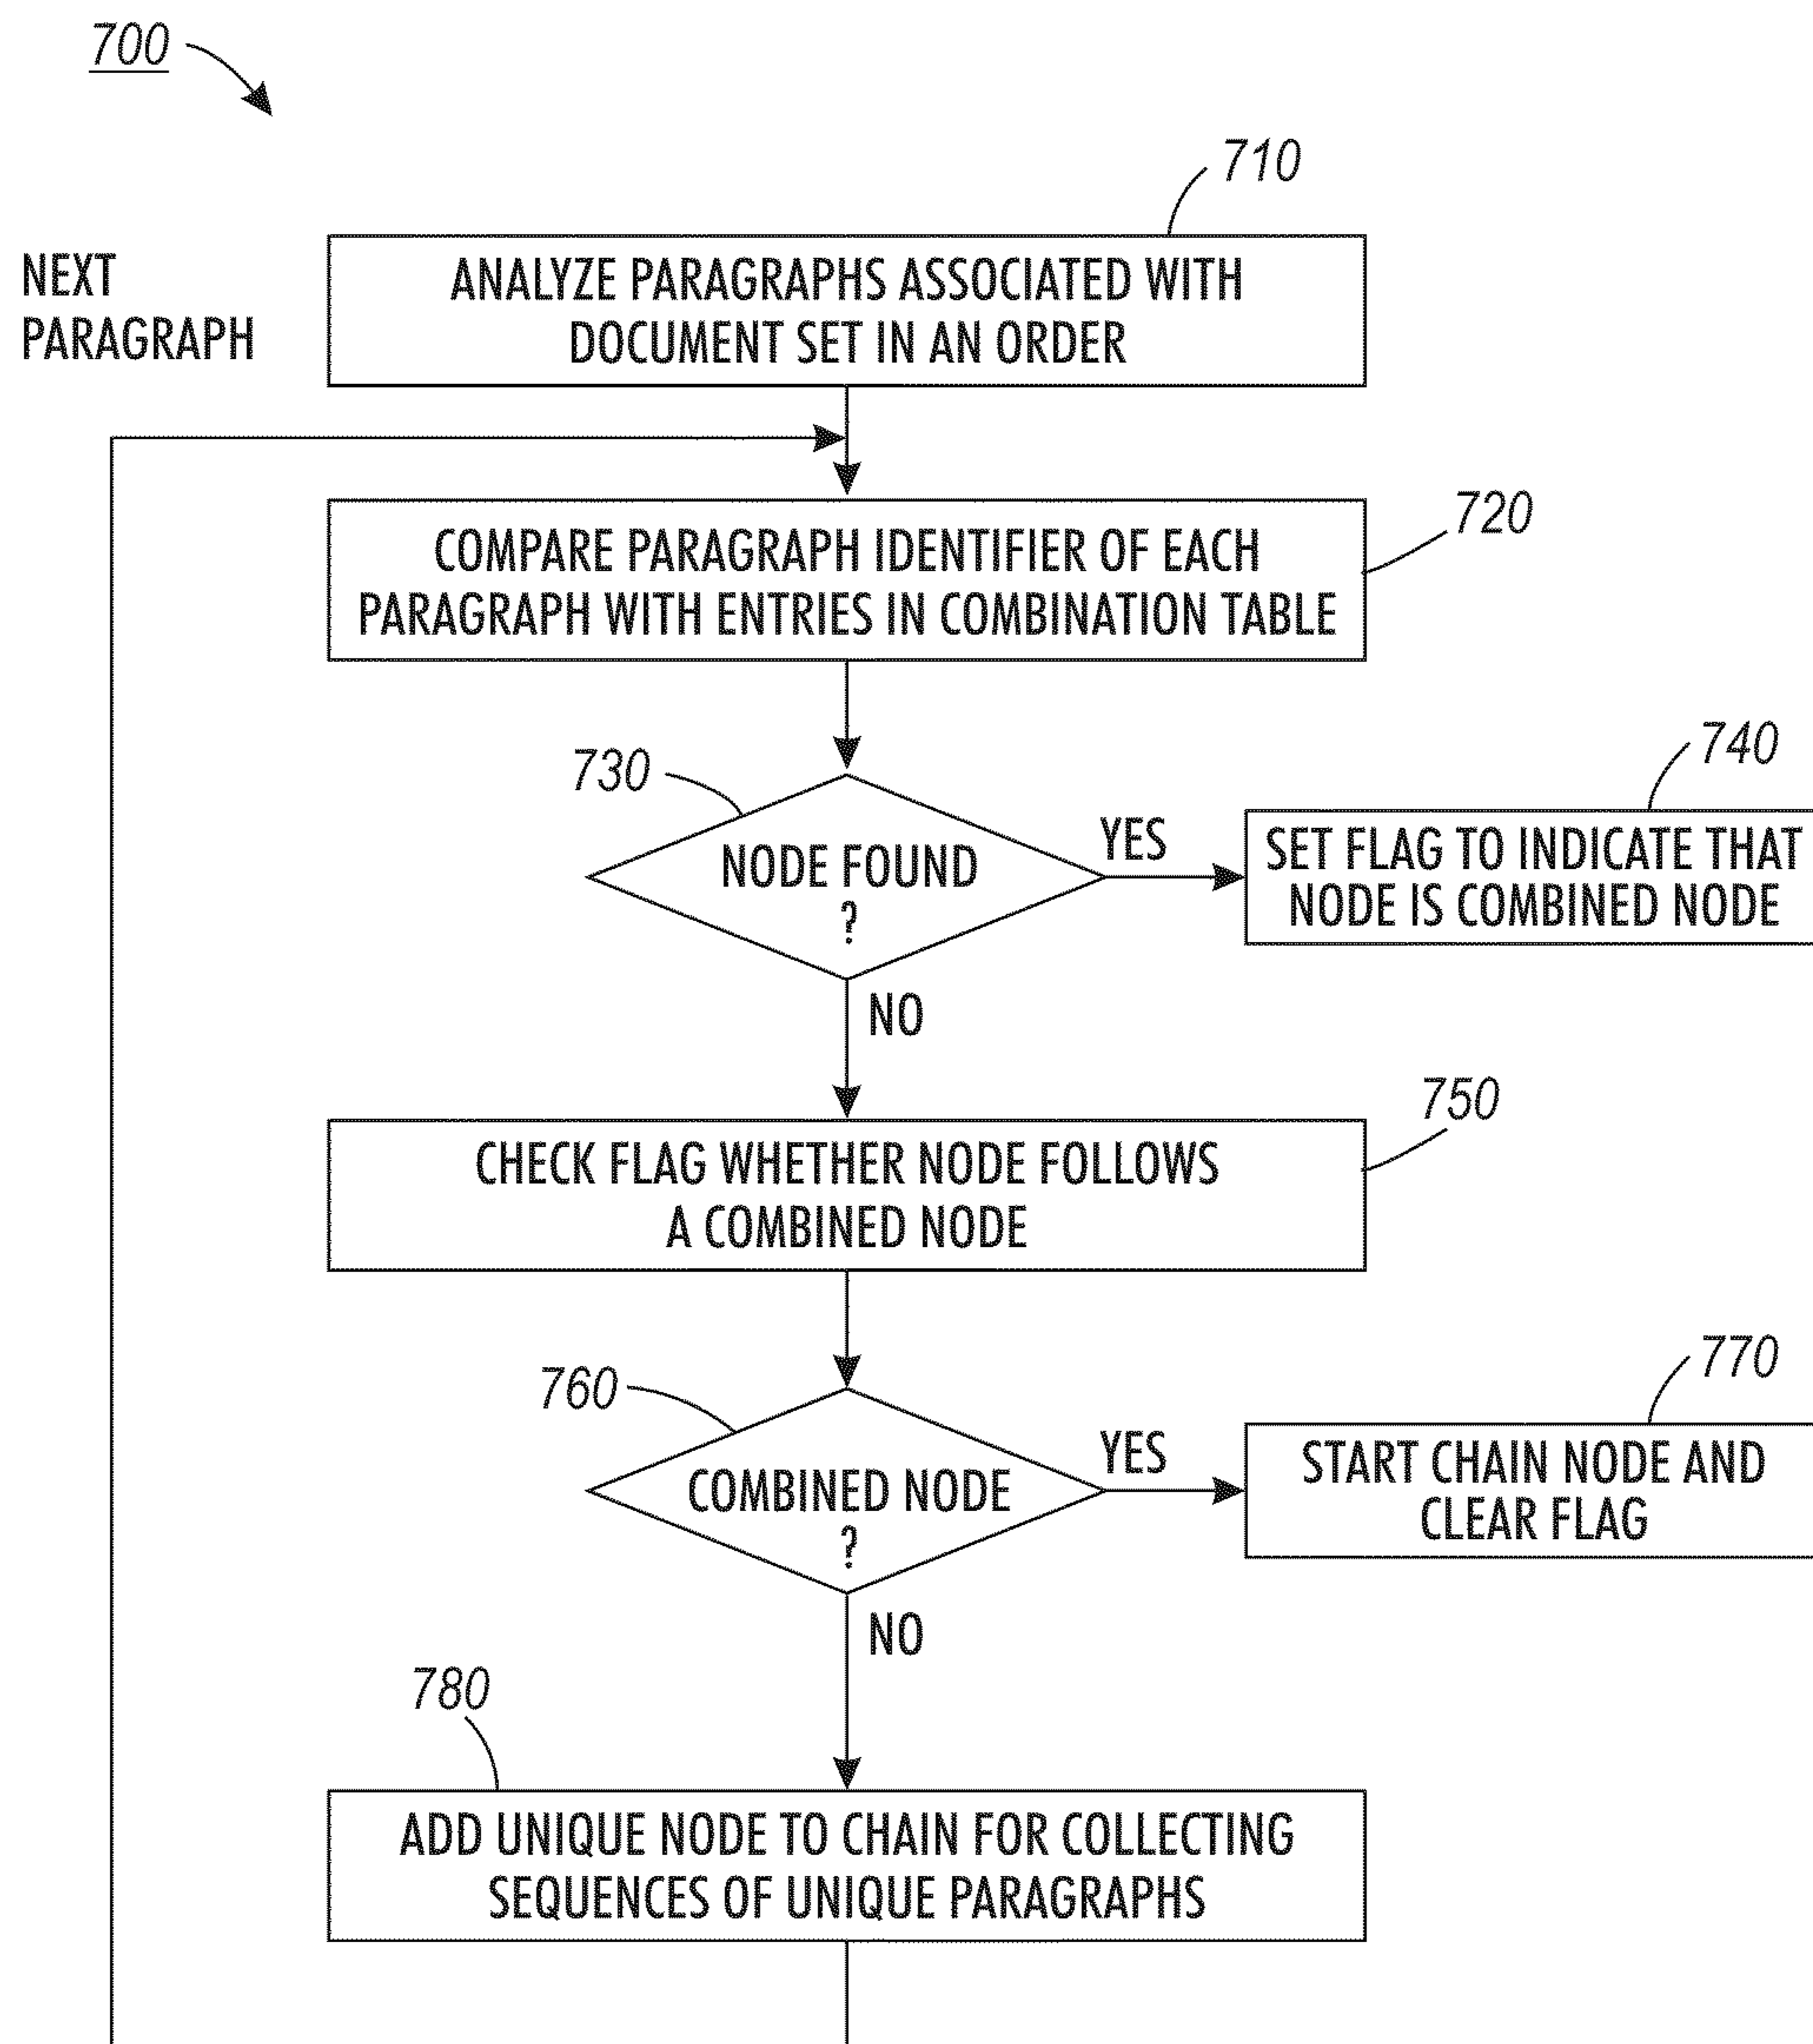 700
710
NEXT
PARAGRAPH
ANALYZE PARAGRAPHS ASSOCIATED WITH
DOCUMENT SET IN AN ORDER
720
COMPARE PARAGRAPH IDENTIFIER OF EACH
PARAGRAPH WITH ENTRIES IN COMBINATION TABLE
730
NODE FOUND
?
YES
740
SET FLAG TO INDICATE THAT
NODE IS COMBINED NODE
NO
750
CHECK FLAG WHETHER NODE FOLLOWS
A COMBINED NODE
760
COMBINED NODE
?
YES
770
START CHAIN NODE AND
CLEAR FLAG
NO
780
ADD UNIQUE NODE TO CHAIN FOR COLLECTING
SEQUENCES OF UNIQUE PARAGRAPHS